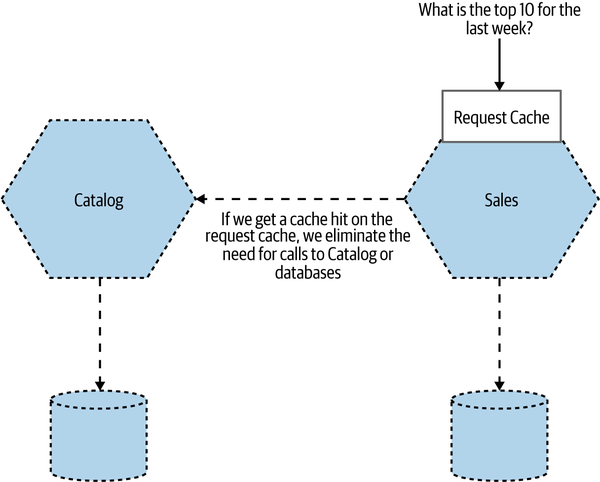 What is the top 10 for the
last week?
Request Cache
Catalog
Sales
If we get a cache hit on the
request cache, we eliminate the
need for calls to Catalog or
databases